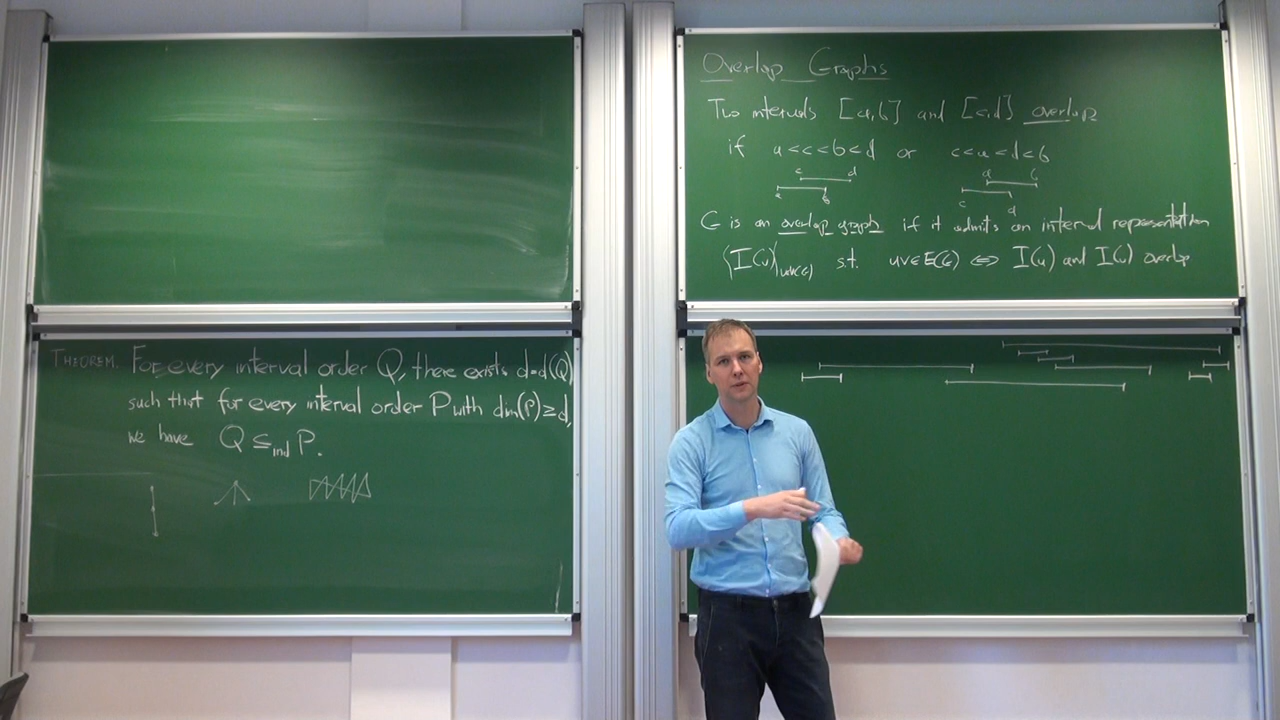 THEOREM. For every interval order Q, there exists d=d(Q)
such that for every interval order P with dim(P) ≥ d,
we have Q ⊆ind P.
Overlap Graphs
Two intervals [a,b] and [c,d] overlap
if a<c<b<d or c<a<d<b
c d a b
a b c d
G is an overlap graph if it admits an interval representation
(I(v))v∈V(G) s.t. uv∈E(G) ⇔ I(u) and I(v) overlap